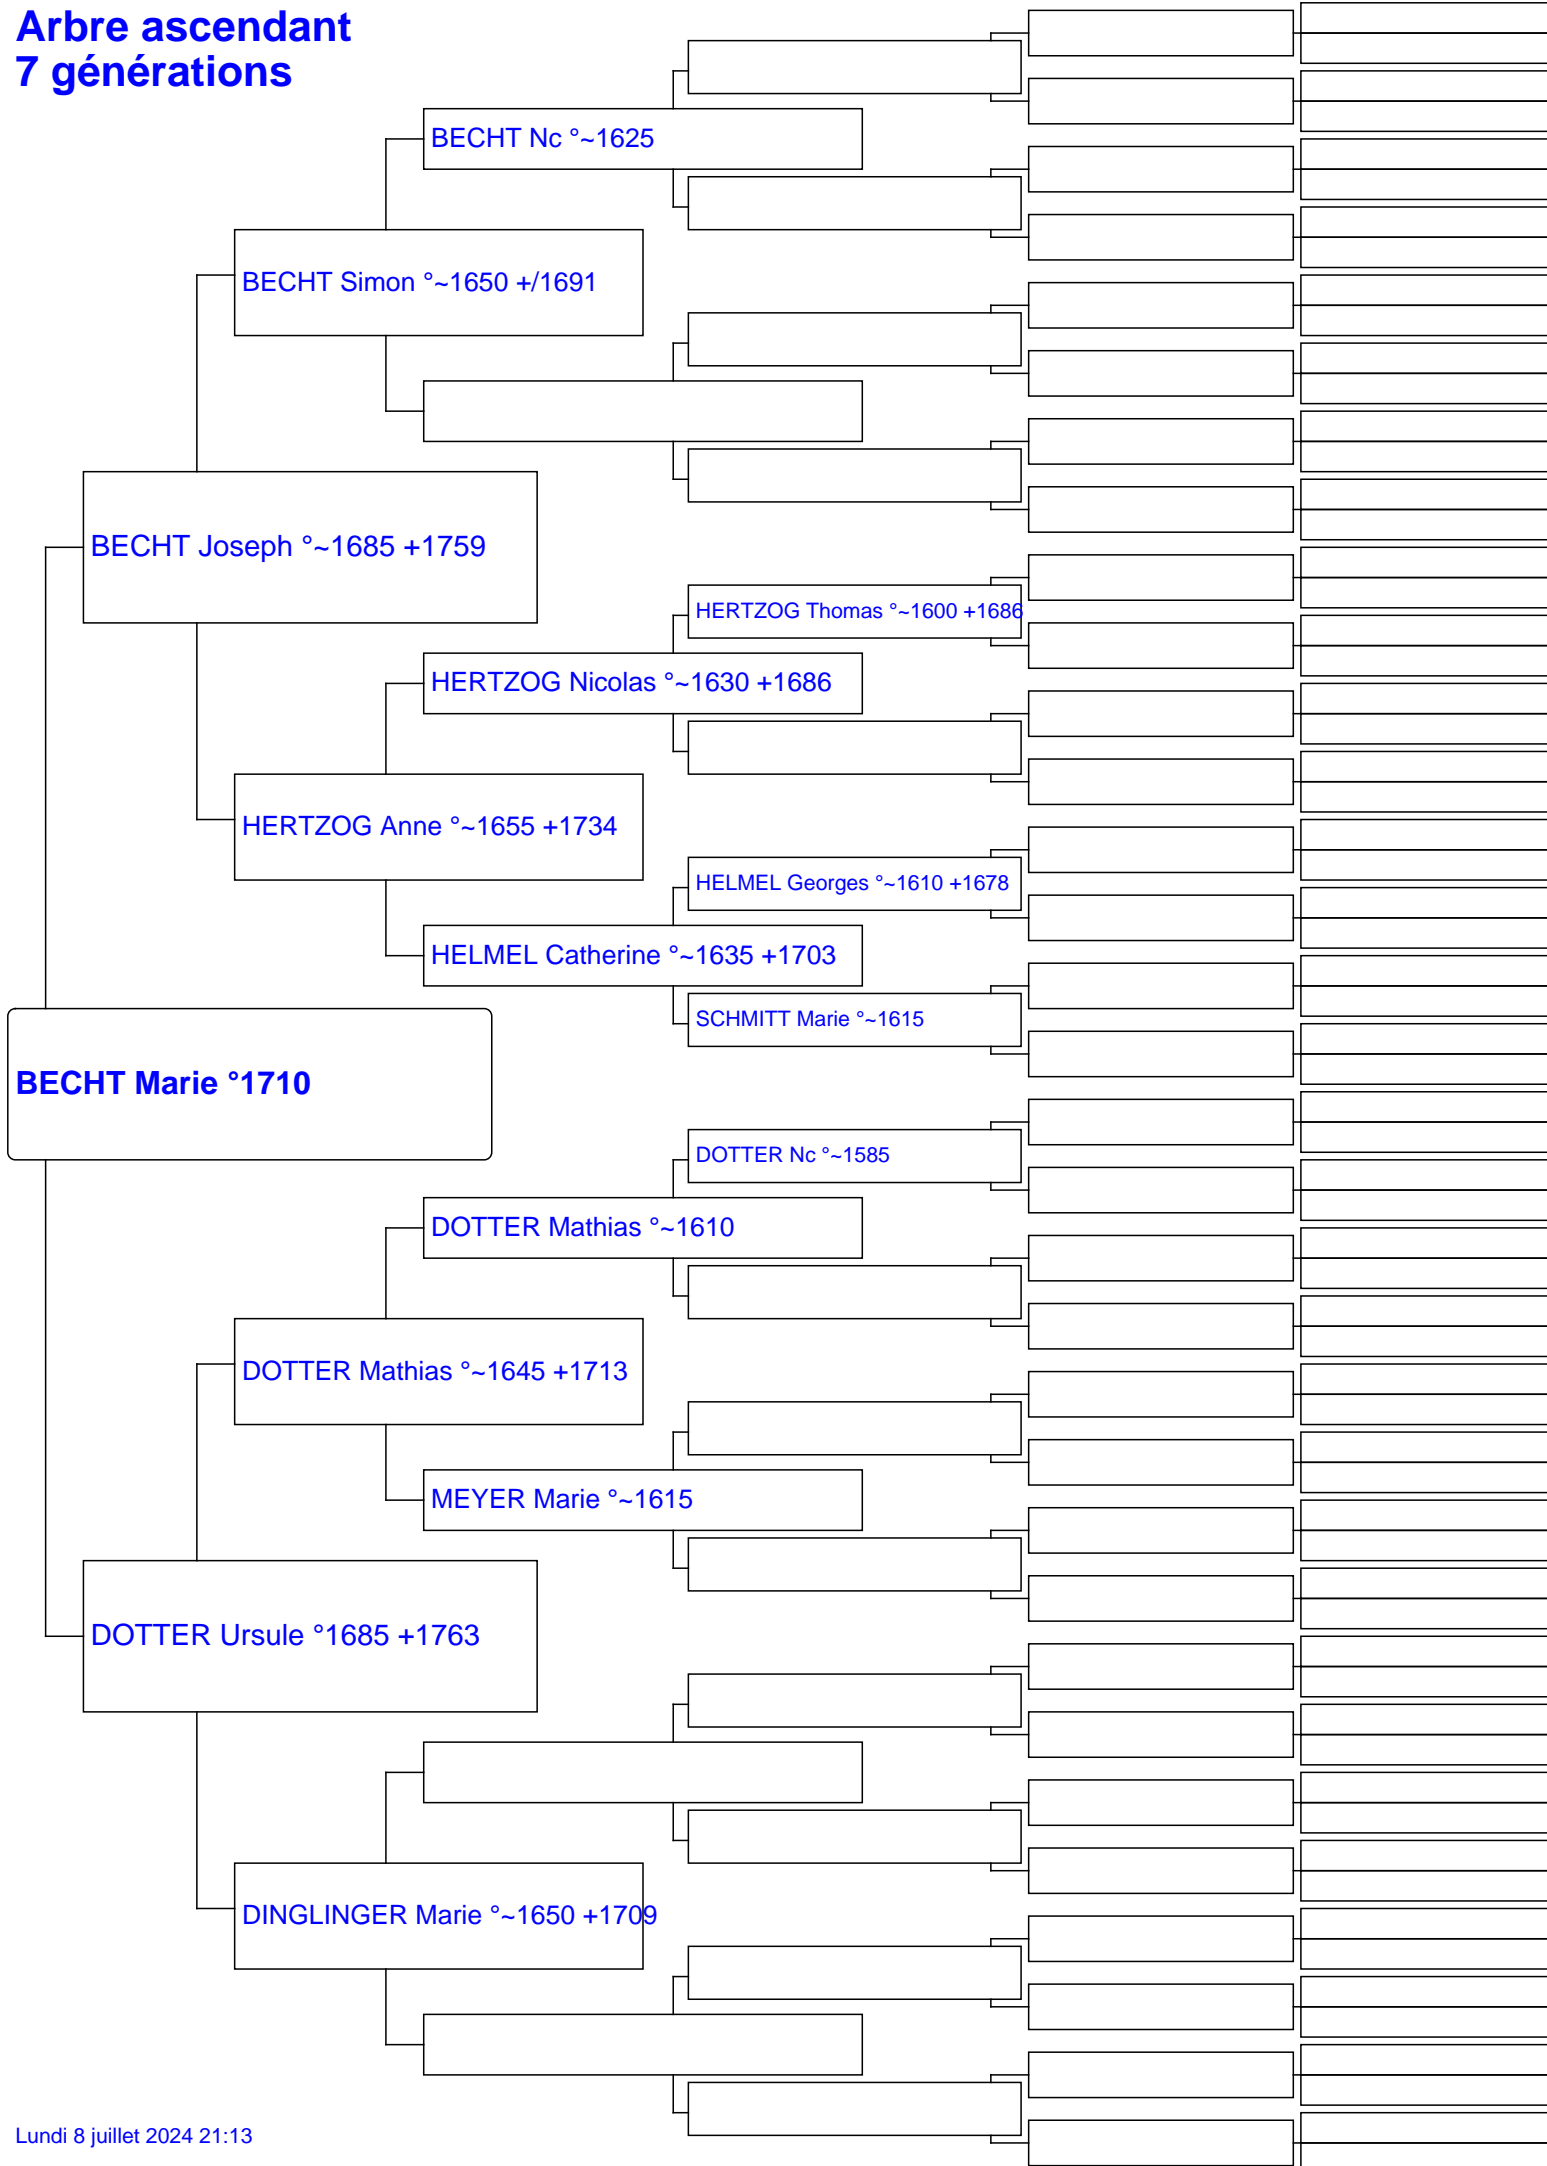 Arbre ascendant
7 générations
BECHT Nc °~1625
BECHT Simon °~1650 +/1691
BECHT Joseph °~1685 +1759
HERTZOG Thomas °~1600 +1686
HERTZOG Nicolas °~1630 +1686
HERTZOG Anne °~1655 +1734
HELMEL Georges °~1610 +1678
HELMEL Catherine °~1635 +1703
SCHMITT Marie °~1615
BECHT Marie °1710
DOTTER Nc °~1585
DOTTER Mathias °~1610
DOTTER Mathias °~1645 +1713
MEYER Marie °~1615
DOTTER Ursule °1685 +1763
DINGLINGER Marie °~1650 +1709
Lundi 8 juillet 2024 21:13